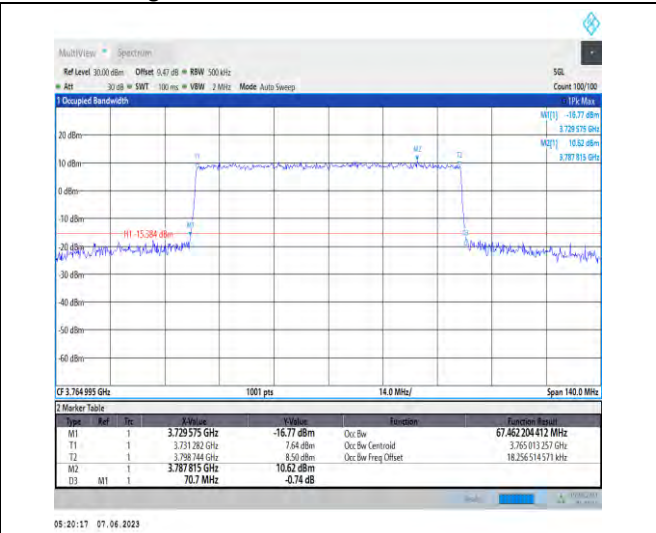 MultiView Spectrum
Ref Level 30.00 dBm Offset 9.47 dB RBW 500 kHz SGL
Att 30 dB SWT 100 ms VBW 2 MHz Mode Auto Sweep Count 100/100
1 Occupied Bandwidth 1Pk Max
M1[1] -16.77 dBm
3.729 575 GHz
20 dBm
M2[1] 10.62 dBm
3.787 815 GHz
M2
T1 T2
10 dBm
0 dBm
-10 dBm
M1
H1 -15.384 dBm
-20 dBm
-30 dBm
-40 dBm
-50 dBm
-60 dBm
CF 3.764 995 GHz 1001 pts 14.0 MHz/ Span 140.0 MHz
2 Marker Table
Type Ref Trc X-Value Y-Value Function Function Result
M1 1 3.729 575 GHz -16.77 dBm Occ Bw 67.462 204 412 MHz
T1 1 3.731 282 GHz 7.64 dBm Occ Bw Centroid 3.765 013 257 GHz
T2 1 3.798 744 GHz 8.50 dBm Occ Bw Freq Offset 18.256 514 571 kHz
M2 1 3.787 815 GHz 10.62 dBm
D3 M1 1 70.7 MHz -0.74 dB
05:20:17 07.06.2023